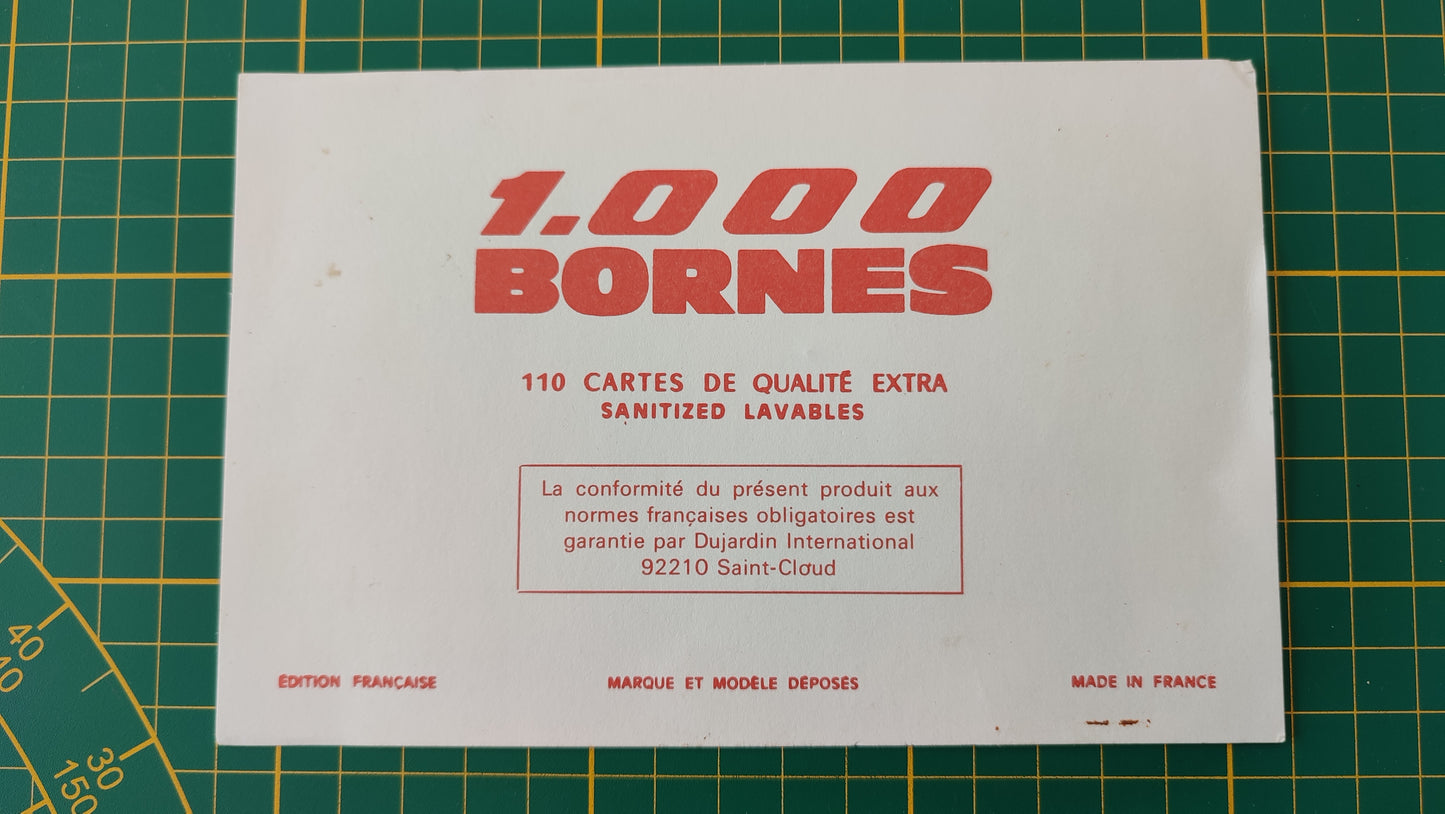 1.000
BORNES
110 CARTES DE QUALITÉ EXTRA
SANITIZED LAVABLES
La conformité du présent produit aux
normes françaises obligatoires est
garantie par Dujardin International
92210 Saint-Cloud
ÉDITION FRANÇAISE
MARQUE ET MODÈLE DÉPOSÉS
MADE IN FRANCE
40
30
150